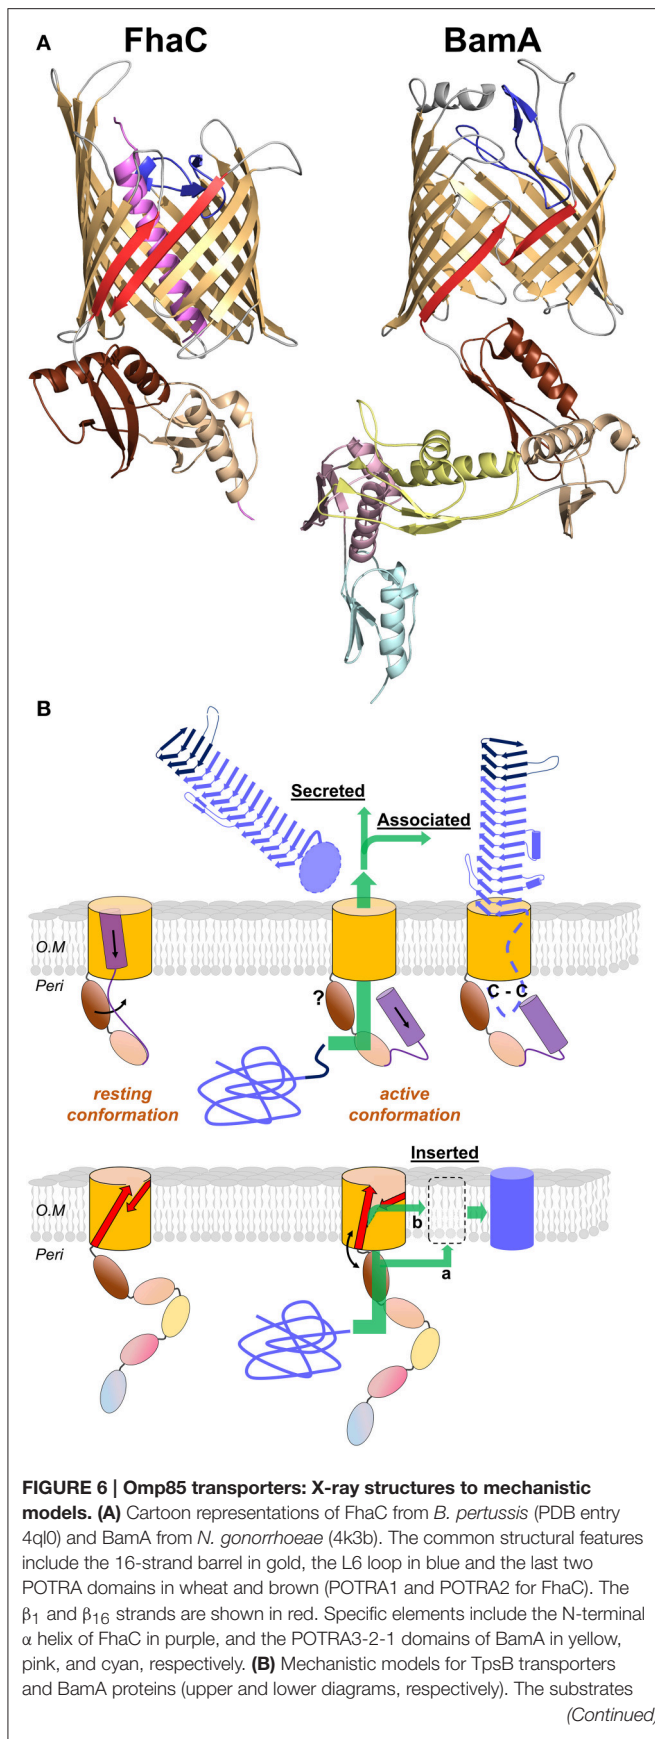 A
FhaC
BamA
B
Secreted
Associated
O.M
Peri
?
C - C
resting
conformation
active
conformation
Inserted
O.M
Peri
b
a
FIGURE 6 | Omp85 transporters: X-ray structures to mechistic
models. (A) Cartoon representations of FhaC from B. pertussis (PDB entry
4ql0) and BamA from N. gonorrhoeae (4k3b). The common structural features
include the 16-strand barrel in gold, the L6 loop in blue and the last two
POTRA domains in wheat and brown (POTRA1 and POTRA2 for FhaC). The
β1 and β16 strands are shown in red. Specific elements include the N-terminal
α helix of FhaC in purple, and the POTRA3-2-1 domains of BamA in yellow,
pink, and cyan, respectively. (B) Mechanistic models for TpsB transporters
and BamA proteins (upper and lower diagrams, respectively). The substrates
(Continued)